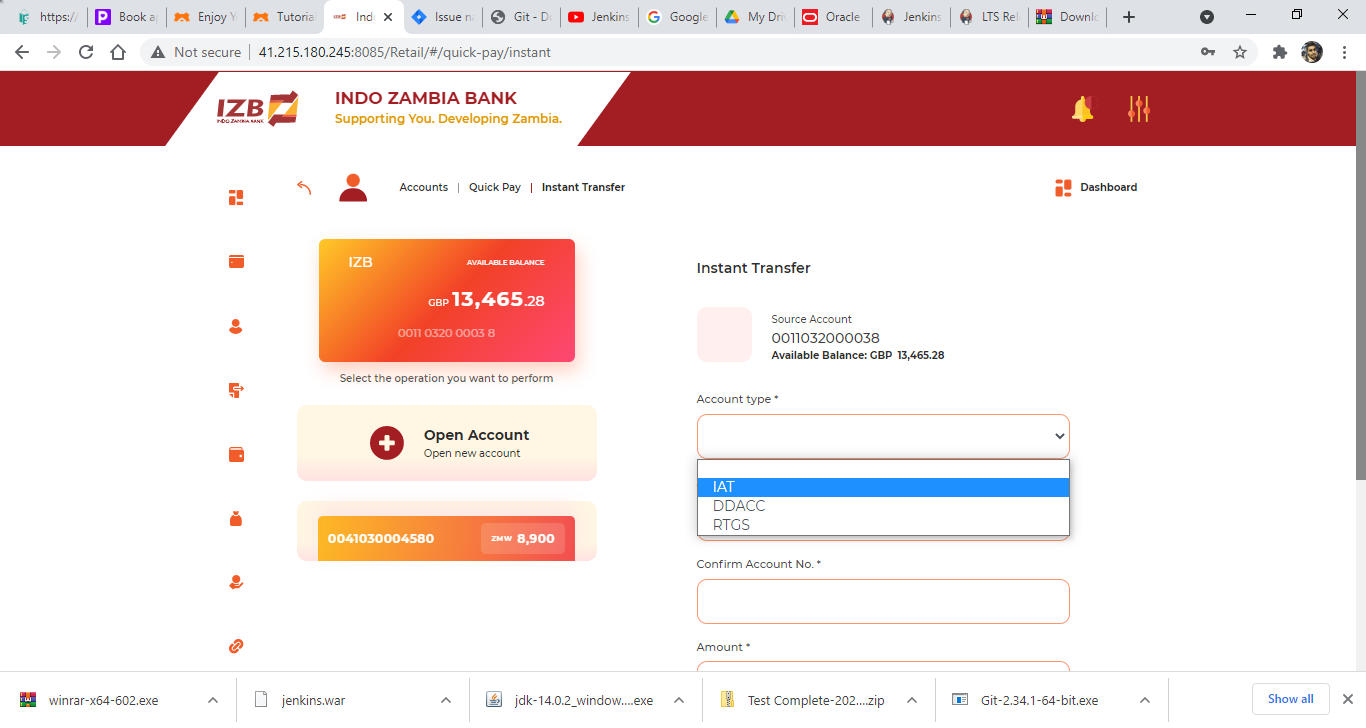 https:/
Book a
Enjoy Y
Tutoria
Indo
Issue n
Git - D
Jenkins
Google
My Driv
Oracle
Jenkins
LTS Rel
Downlo
Not secure
41.215.180.245:8085/Retail/#/quick-pay/instant
IZB
INDO ZAMBIA BANK
INDO ZAMBIA BANK
Supporting You. Developing Zambia.
Accounts | Quick Pay | Instant Transfer
Dashboard
IZB
AVAILABLE BALANCE
GBP 13,465.28
0011 0320 0003 8
Select the operation you want to perform
Open Account
Open new account
0041030004580
ZMW 8,900
Instant Transfer
Source Account
0011032000038
Available Balance: GBP 13,465.28
Account type *
IAT
DDACC
RTGS
Confirm Account No. *
Amount *
winrar-x64-602.exe
jenkins.war
jdk-14.0.2_window....exe
Test Complete-202....zip
Git-2.34.1-64-bit.exe
Show all